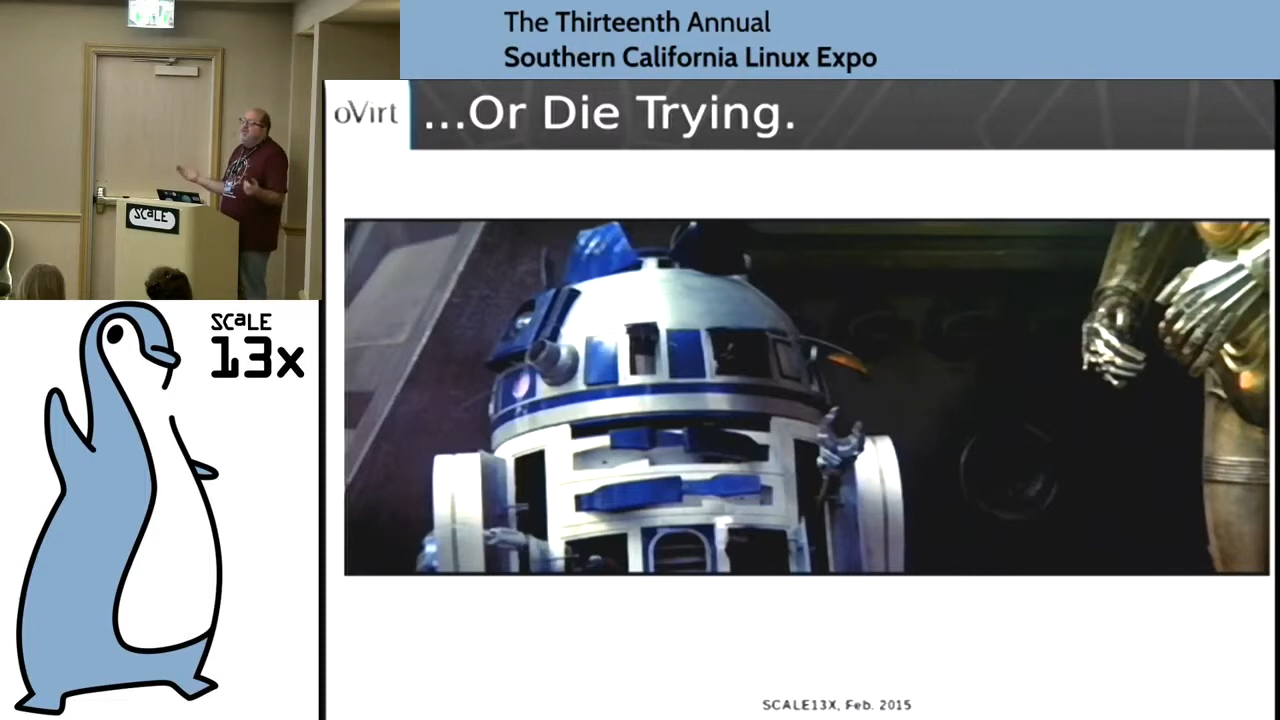 The Thirteenth Annual
Southern California Linux Expo
oVirt
...Or Die Trying.
SCaLE
SCaLE
13x
SCALE13X, Feb. 2015